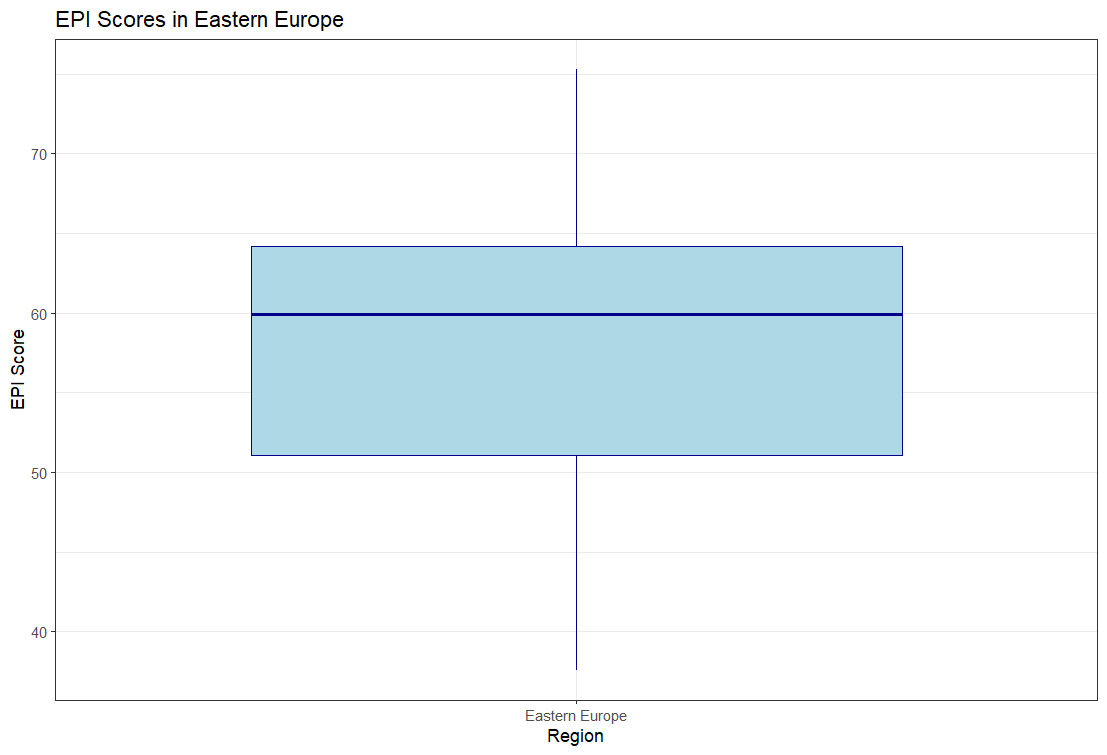 EPI Scores in Eastern Europe
EPI Score
70
60
50
40
Eastern Europe
Region